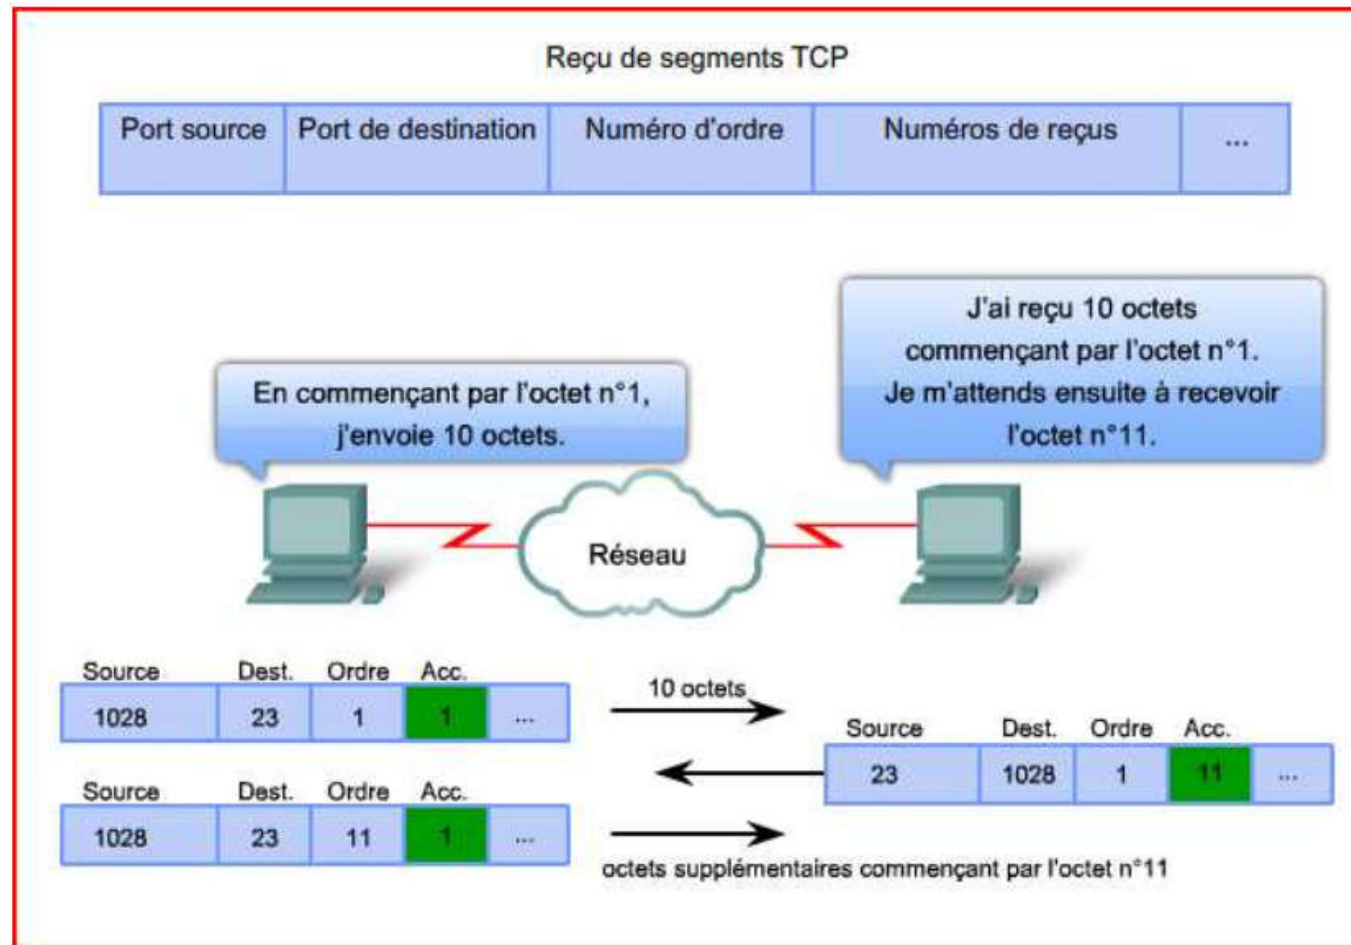 Reçu de segments TCP
Port source Port de destination Numéro d'ordre Numéros de reçus ...
En commençant par l'octet n°1,
j'envoie 10 octets.
J'ai reçu 10 octets
commençant par l'octet n°1.
Je m'attends ensuite à recevoir
l'octet n°11.
Réseau
Source Dest. Ordre Acc.
1028 23 1 1 ...
10 octets
Source Dest. Ordre Acc.
23 1028 1 11 ...
Source Dest. Ordre Acc.
1028 23 11 1 ...
octets supplémentaires commençant par l'octet n°11